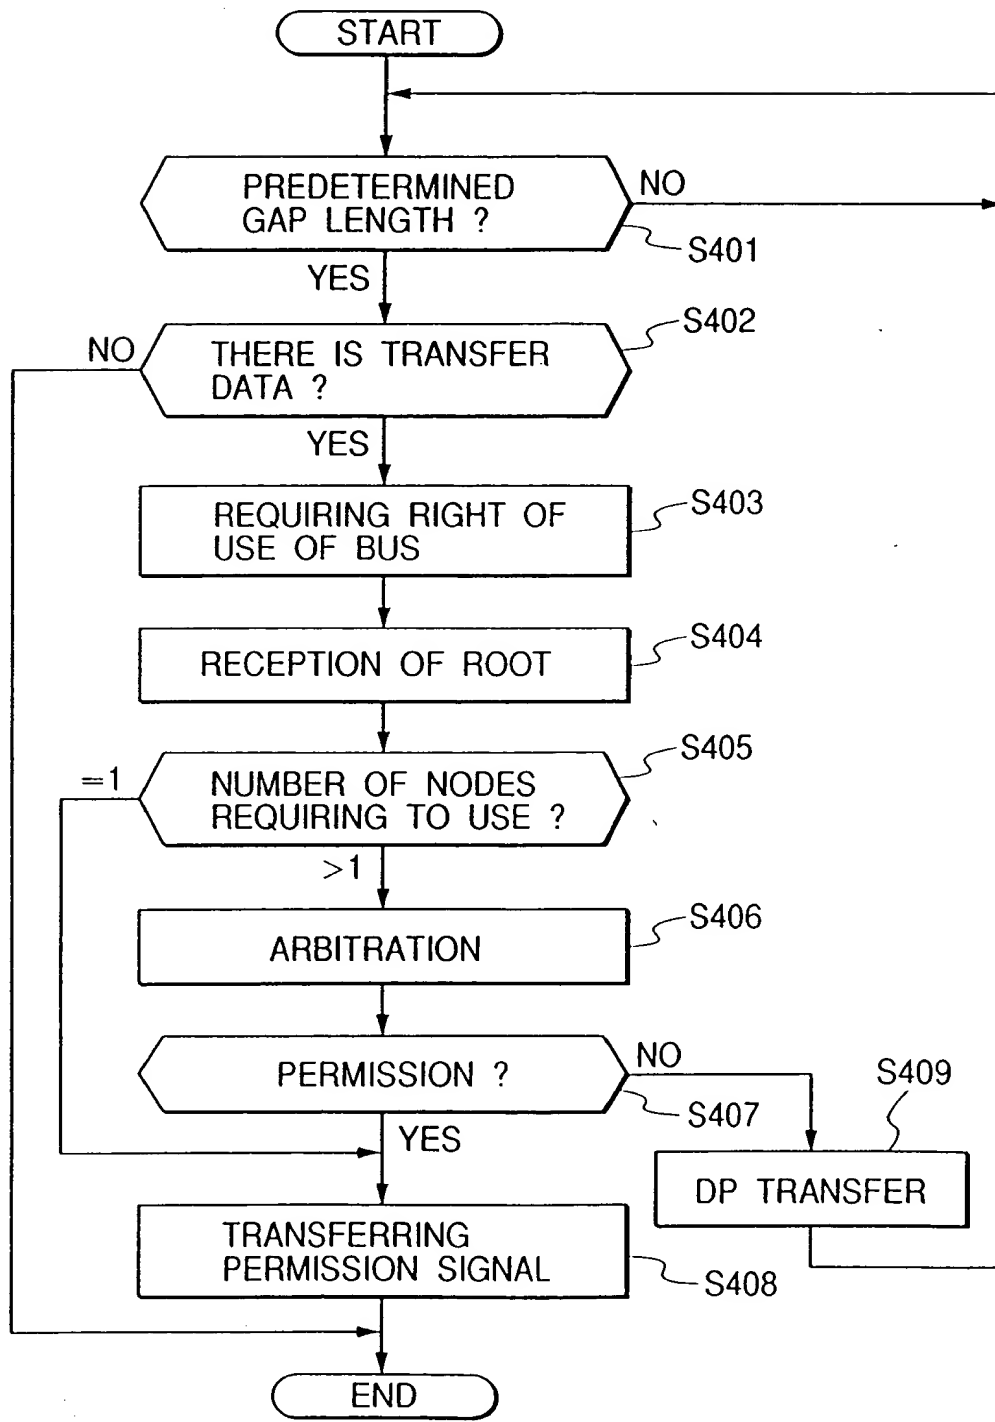 START
PREDETERMINED
GAP LENGTH ?
NO
S401
YES
S402
NO
THERE IS TRANSFER
DATA ?
YES
S403
REQUIRING RIGHT OF
USE OF BUS
S404
RECEPTION OF ROOT
S405
=1
NUMBER OF NODES
REQUIRING TO USE ?
>1
S406
ARBITRATION
PERMISSION ?
NO
S407
S409
YES
DP TRANSFER
TRANSFERRING
PERMISSION SIGNAL
S408
END